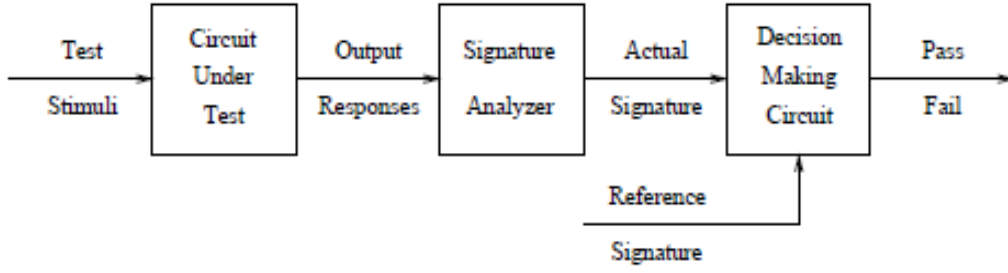 Test
Stimuli
Circuit
Under
Test
Output
Responses
Signature
Analyzer
Actual
Signature
Decision
Making
Circuit
Pass
Fail
Reference
Signature